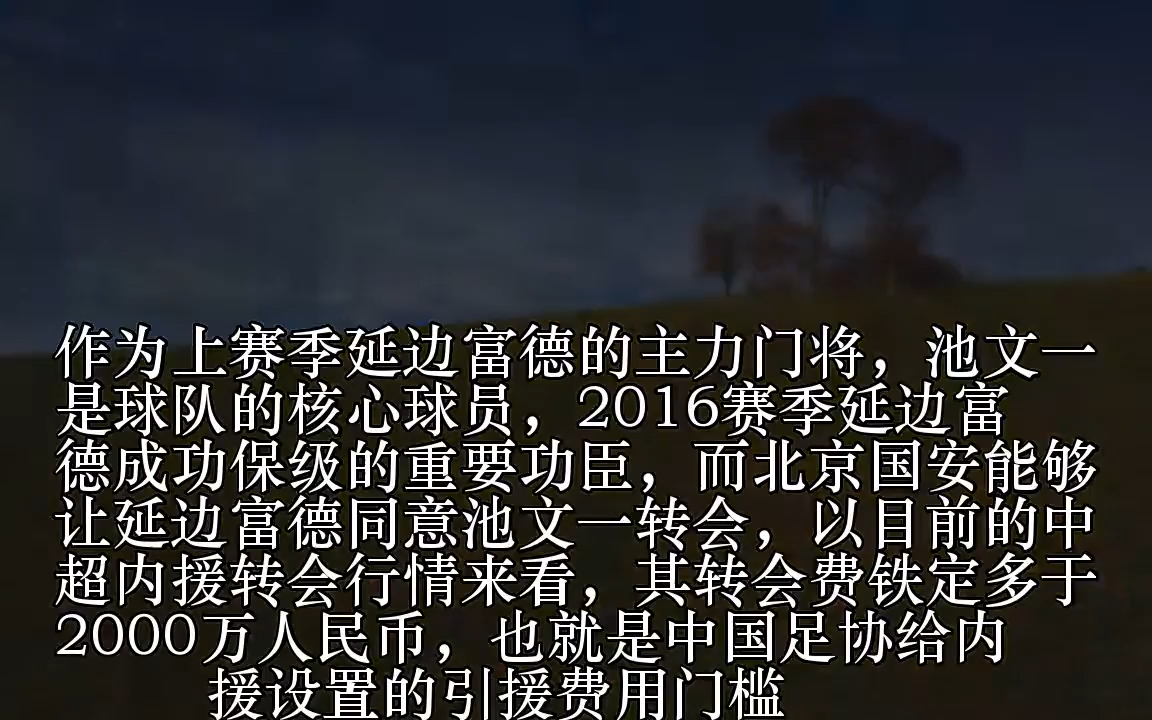 作为上赛季延边富德的主力门将，池文一
是球队的核心球员，2016赛季延边富
德成功保级的重要功臣，而北京国安能够
让延边富德同意池文一转会，以目前的中
超内援转会行情来看，其转会费铁定多于
2000万人民币，也就是中国足协给内
援设置的引援费用门槛